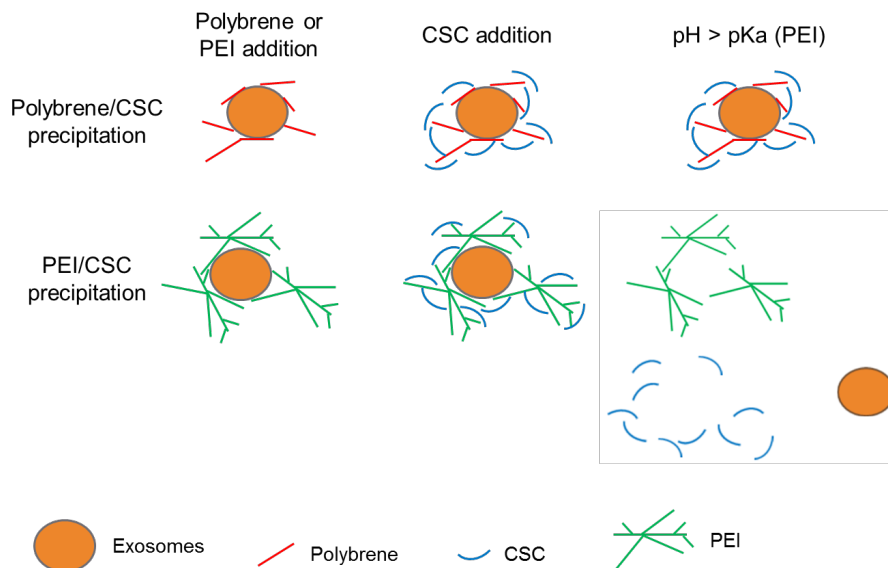 Polybrene or
PEI addition
CSC addition
pH > pKa (PEI)
Polybrene/CSC
precipitation
PEI/CSC
precipitation
Exosomes
Polybrene
CSC
PEI